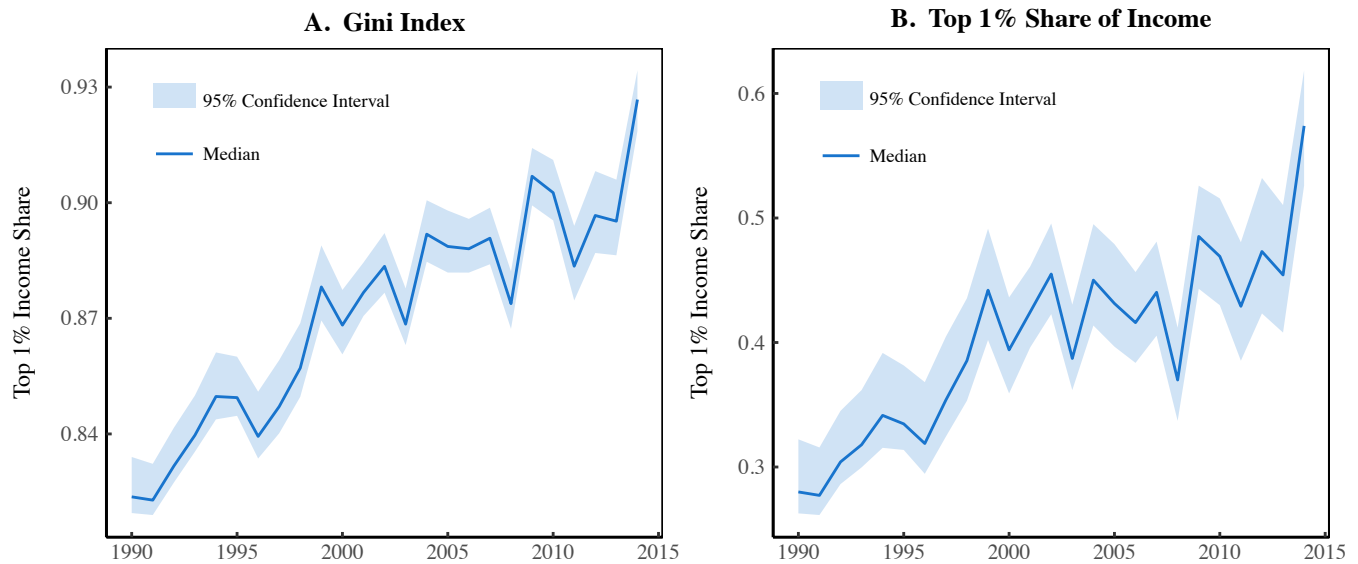 A. Gini Index
Top 1% Income Share
0.93
0.90
0.87
0.84
95% Confidence Interval
Median
1990 1995 2000 2005 2010 2015
B. Top 1% Share of Income
Top 1% Income Share
0.6
0.5
0.4
0.3
95% Confidence Interval
Median
1990 1995 2000 2005 2010 2015